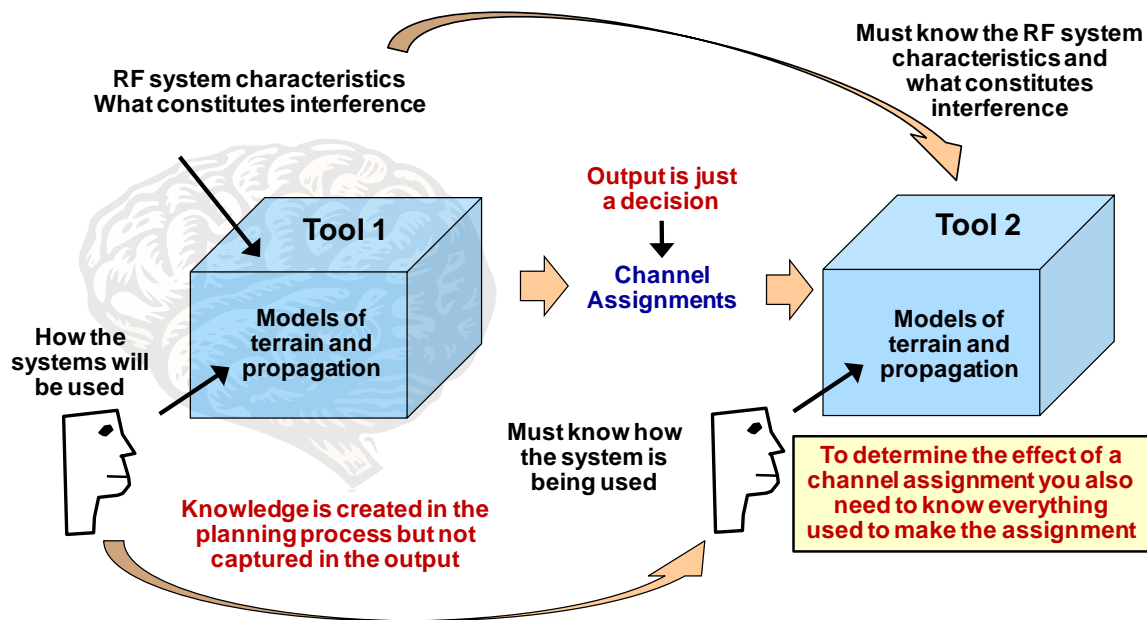 RF system characteristics
What constitutes interference
Must know the RF system
characteristics and
what constitutes
interference
Output is just
a decision
Tool 1
Tool 2
Channel
Assignments
Models of
terrain and
propagation
Models of
terrain and
propagation
How the
systems will
be used
Must know how
the system is
being used
Knowledge is created in the
planning process but not
captured in the output
To determine the effect of a
channel assignment you also
need to know everything
used to make the assignment